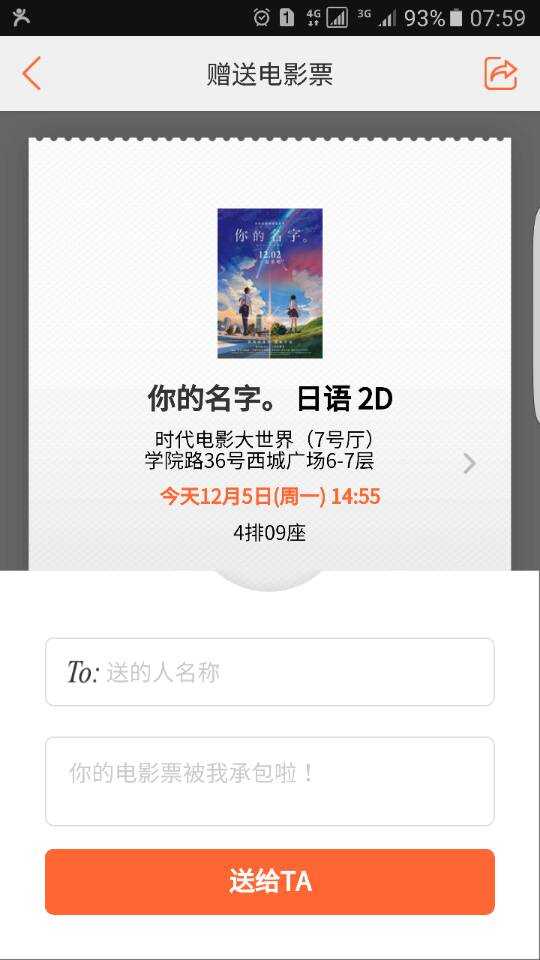 1 4G 3G 93% 07:59
赠送电影票
你的名字。
12.02
你的名字。 日语 2D
时代电影大世界（7号厅）
学院路36号西城广场6-7层
今天12月5日(周一) 14:55
4排09座
To: 送的人名称
你的电影票被我承包啦！
送给TA